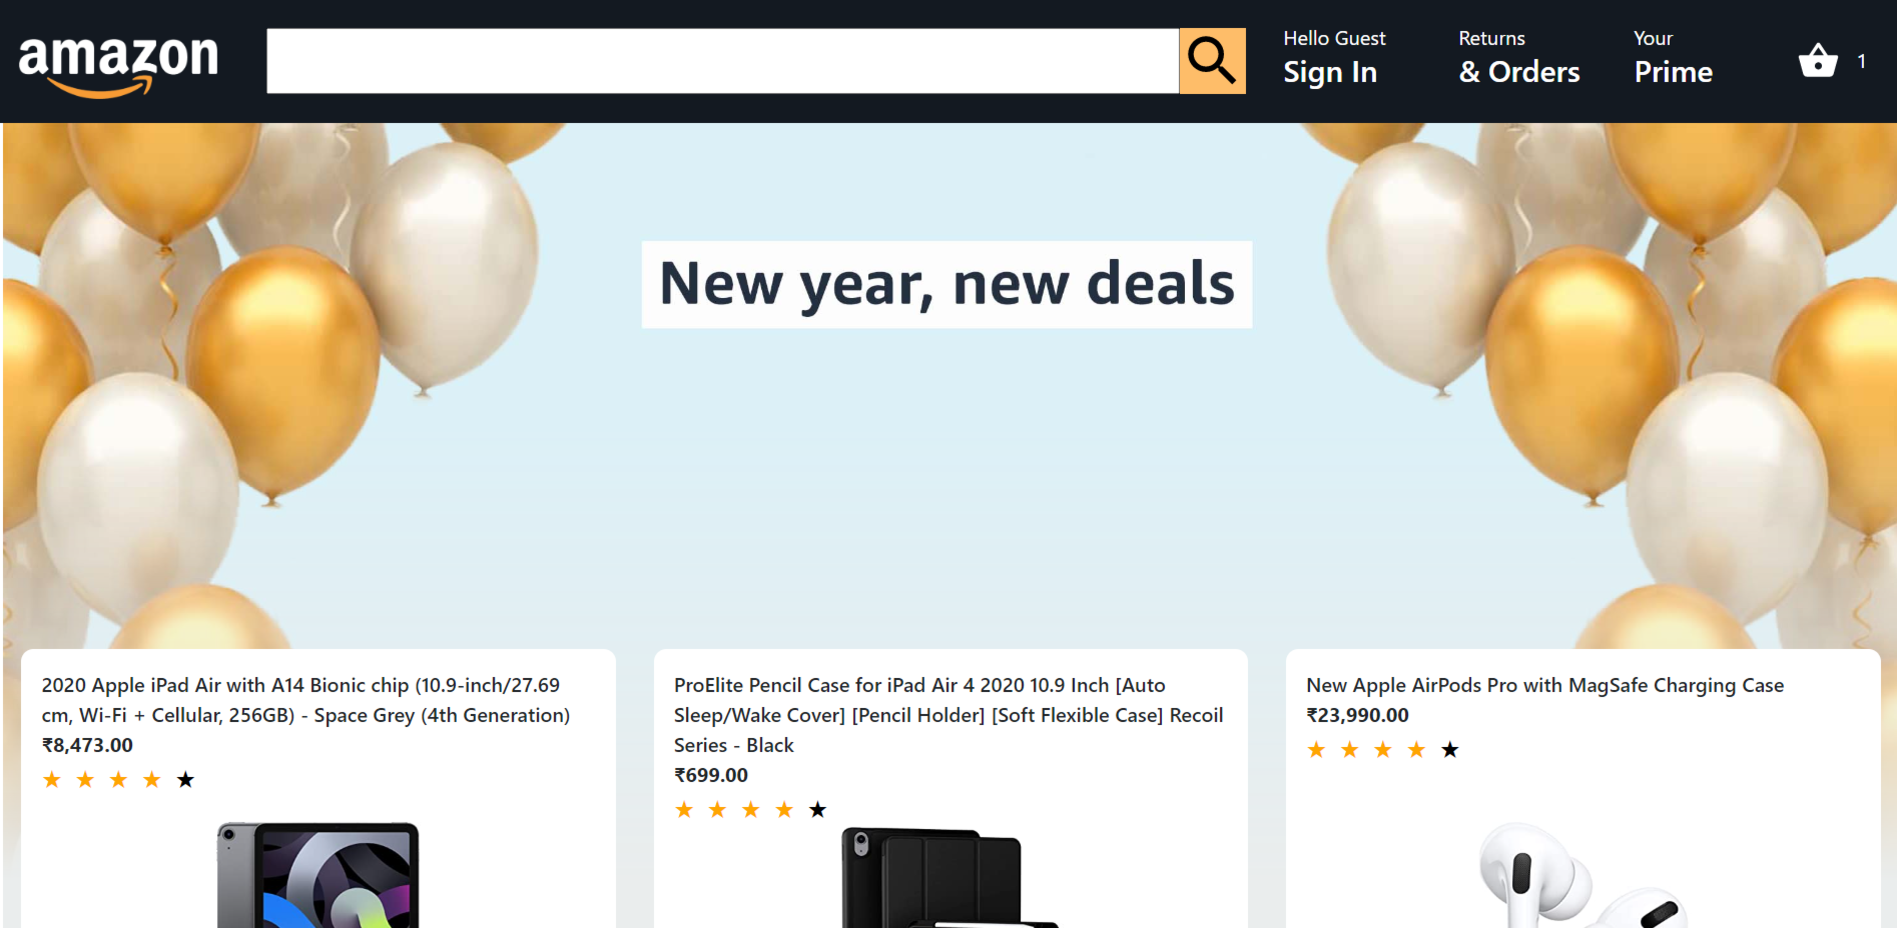 amazon
Hello Guest
Sign In
Returns
& Orders
Your
Prime
1
New year, new deals
2020 Apple iPad Air with A14 Bionic chip (10.9-inch/27.69
cm, Wi-Fi + Cellular, 256GB) - Space Grey (4th Generation)
₹8,473.00
ProElite Pencil Case for iPad Air 4 2020 10.9 Inch [Auto
Sleep/Wake Cover] [Pencil Holder] [Soft Flexible Case] Recoil
Series - Black
₹699.00
New Apple AirPods Pro with MagSafe Charging Case
₹23,990.00